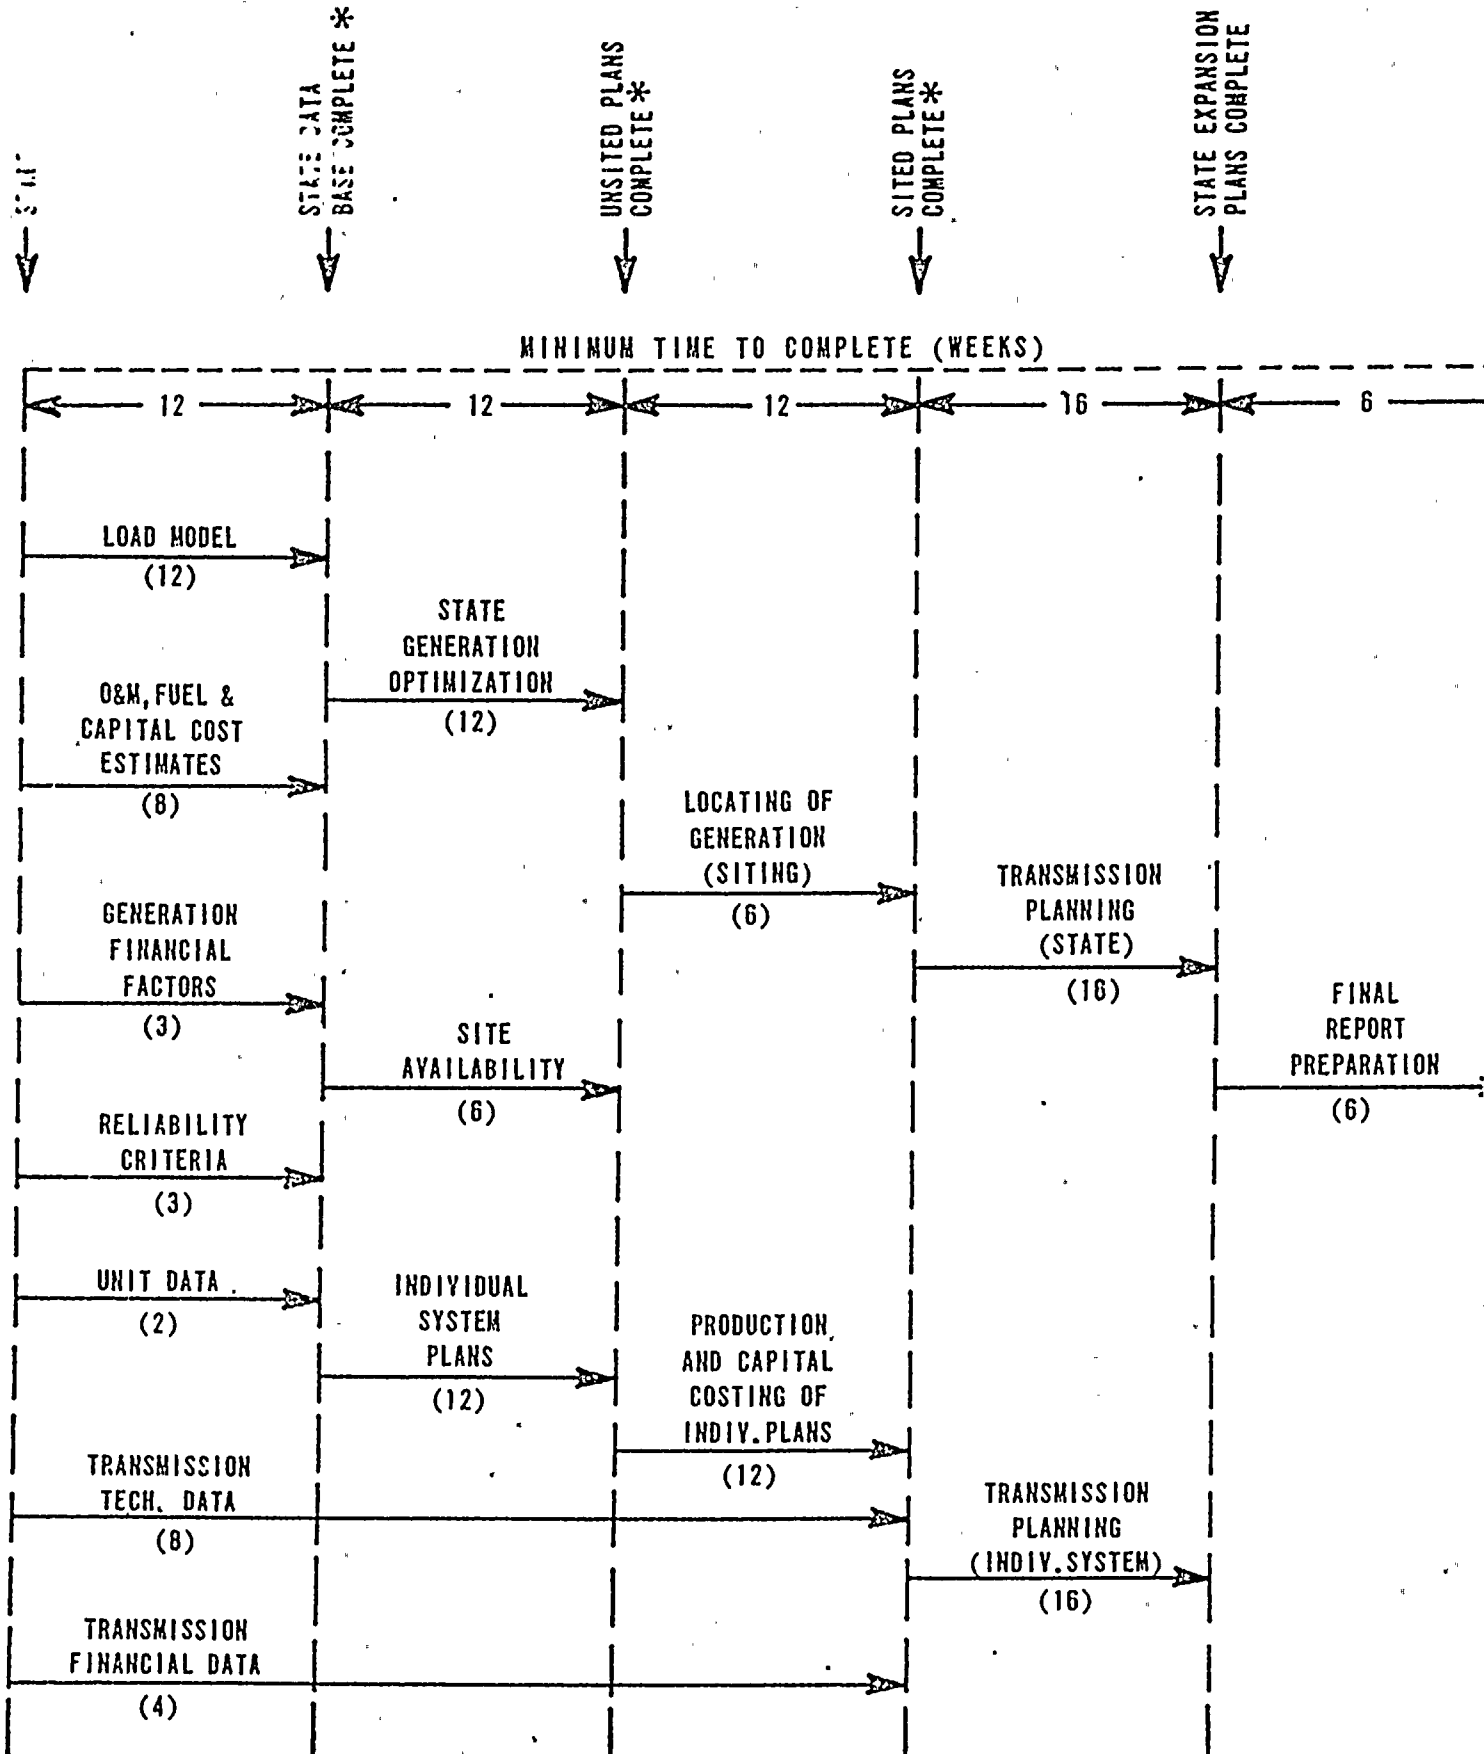 STATE DATA
BASE COMPLETE *
UNSITED PLANS
COMPLETE *
SITED PLANS
COMPLETE *
STATE EXPANSION
PLANS COMPLETE
MINIMUM TIME TO COMPLETE (WEEKS)
12
12
12
16
6
LOAD MODEL
(12)
STATE
GENERATION
OPTIMIZATION
(12)
O&M, FUEL &
CAPITAL COST
ESTIMATES
(8)
LOCATING OF
GENERATION
(SITING)
(6)
TRANSMISSION
PLANNING
(STATE)
(16)
GENERATION
FINANCIAL
FACTORS
(3)
FINAL
REPORT
PREPARATION
(6)
SITE
AVAILABILITY
(6)
RELIABILITY
CRITERIA
(3)
UNIT DATA
(2)
INDIVIDUAL
SYSTEM
PLANS
(12)
PRODUCTION
AND CAPITAL
COSTING OF
INDIV. PLANS
(12)
TRANSMISSION
TECH. DATA
(8)
TRANSMISSION
PLANNING
(INDIV. SYSTEM)
(16)
TRANSMISSION
FINANCIAL DATA
(4)